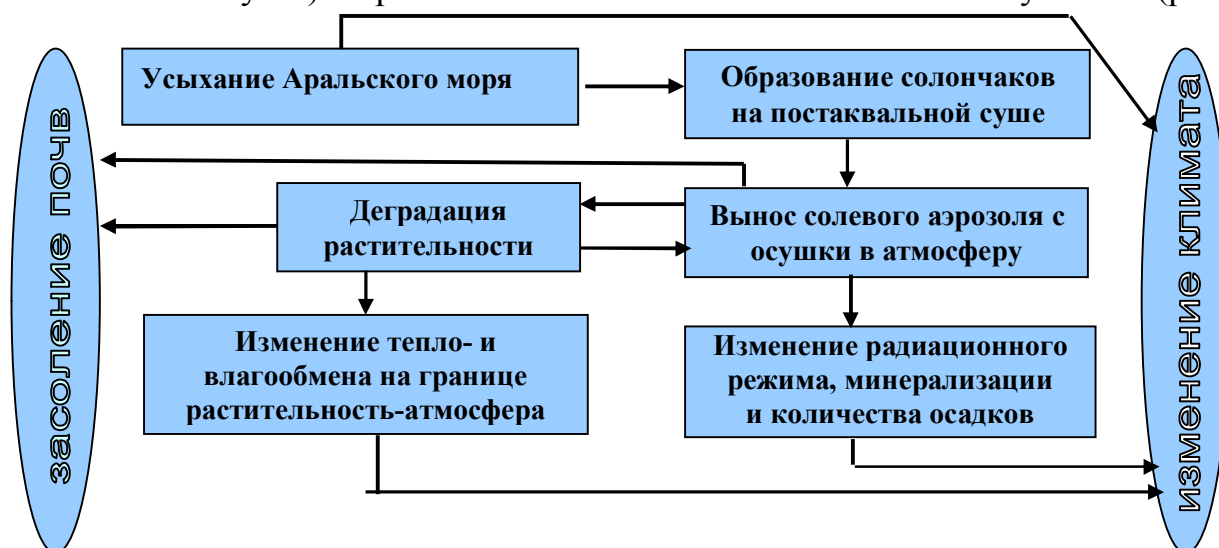 Усыхание Аральского моря
Образование солончаков
на постаквальной суше
засоление почв
изменение климата
Деградация
растительности
Вынос солевого аэрозоля с
осушки в атмосферу
Изменение тепло- и
влагообмена на границе
растительность-атмосфера
Изменение радиационного
режима, минерализации
и количества осадков